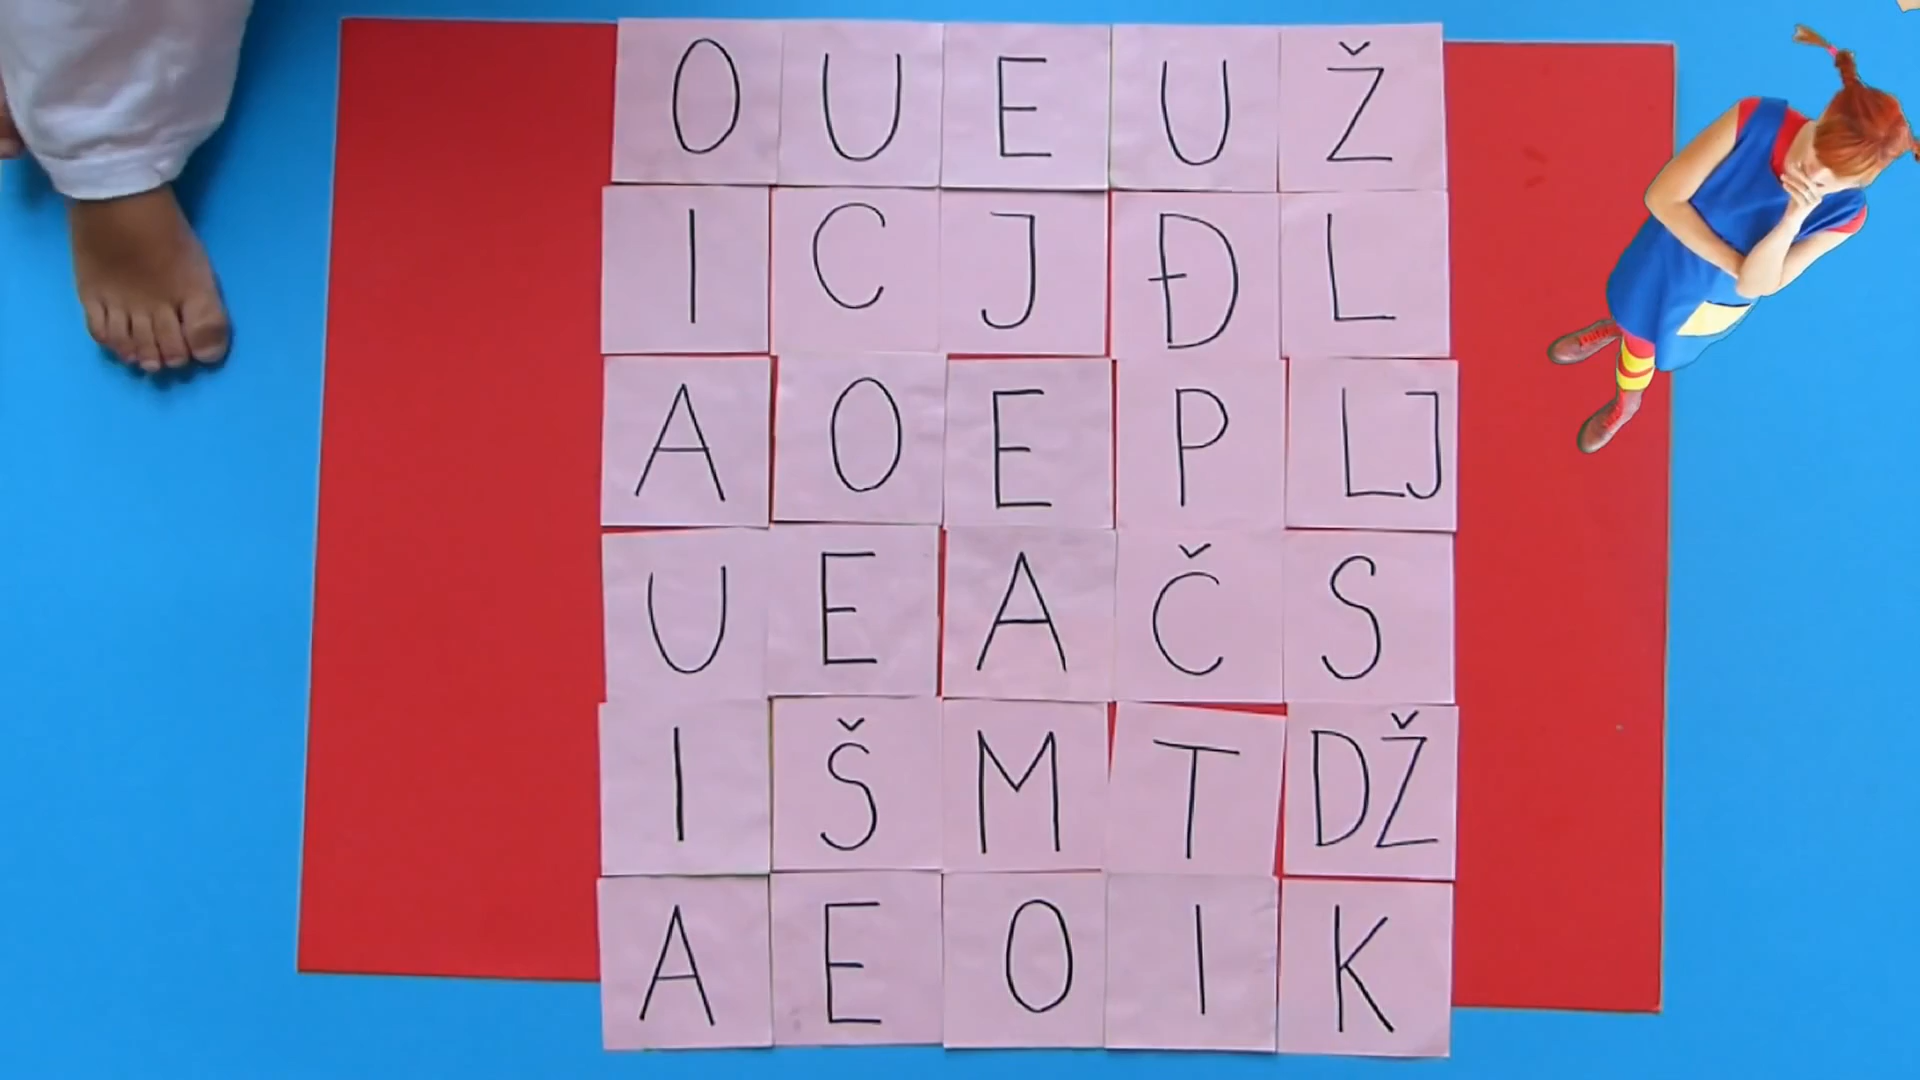 O U E U Ž
I C J Đ L
A O E P LJ
U E A Č S
I Š M T DŽ
A E O I K